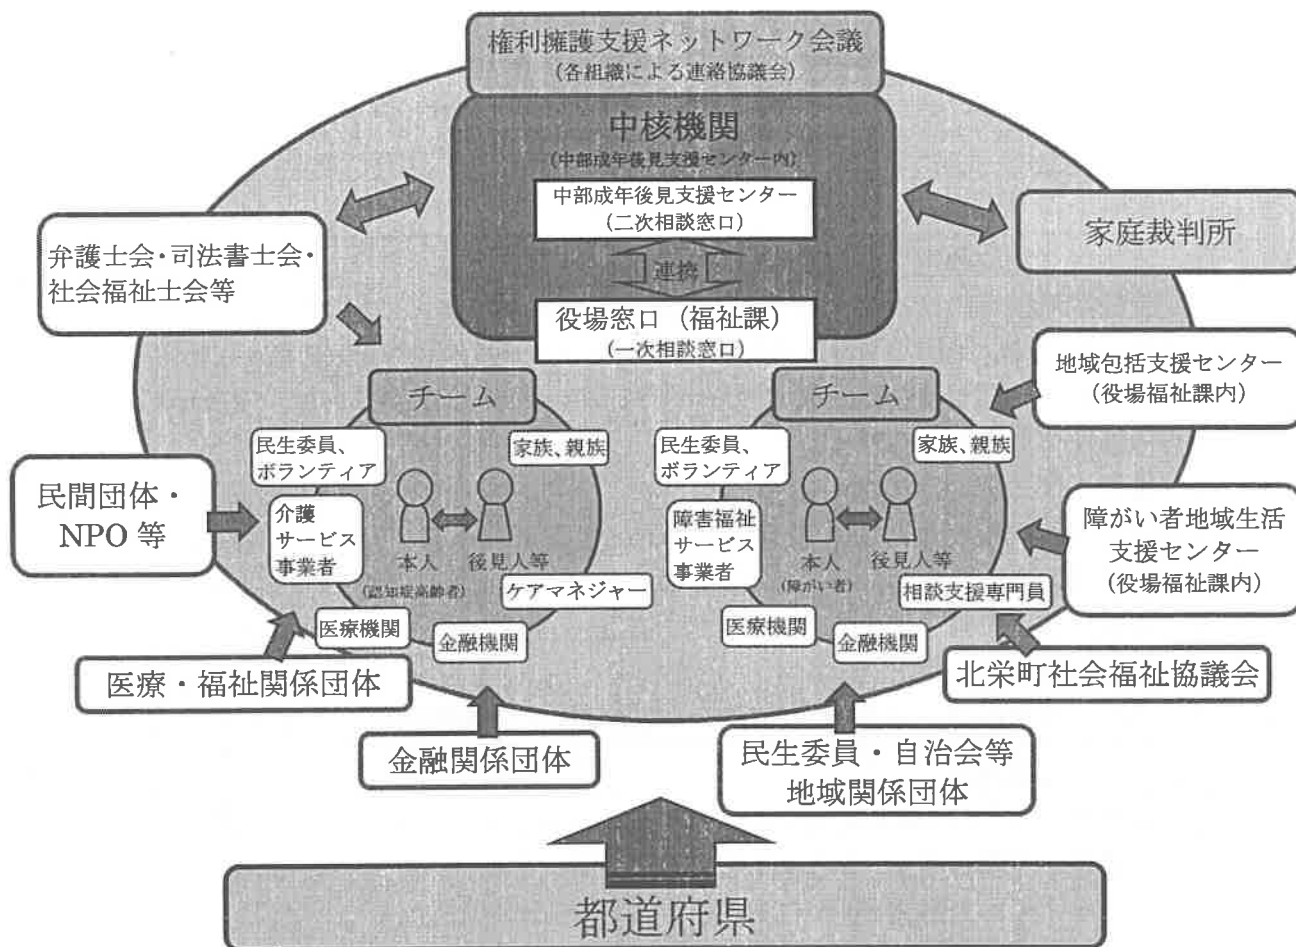 権利擁護支援ネットワーク会議
（各組織による連絡協議会）
中核機関
（中部成年後見支援センター内）
中部成年後見支援センター
（二次相談窓口）
連携
役場窓口（福祉課）
（一次相談窓口）
弁護士会・司法書士会・
社会福祉士会等
家庭裁判所
地域包括支援センター
（役場福祉課内）
チーム
民生委員、
ボランティア
家族、親族
介護
サービス
事業者
本人
（認知症高齢者）
後見人等
ケアマネジャー
医療機関
金融機関
チーム
民生委員、
ボランティア
家族、親族
障害福祉
サービス
事業者
本人
（障がい者）
後見人等
相談支援専門員
医療機関
金融機関
民間団体・
NPO 等
障がい者地域生活
支援センター
（役場福祉課内）
医療・福祉関係団体
北栄町社会福祉協議会
金融関係団体
民生委員・自治会等
地域関係団体
都道府県